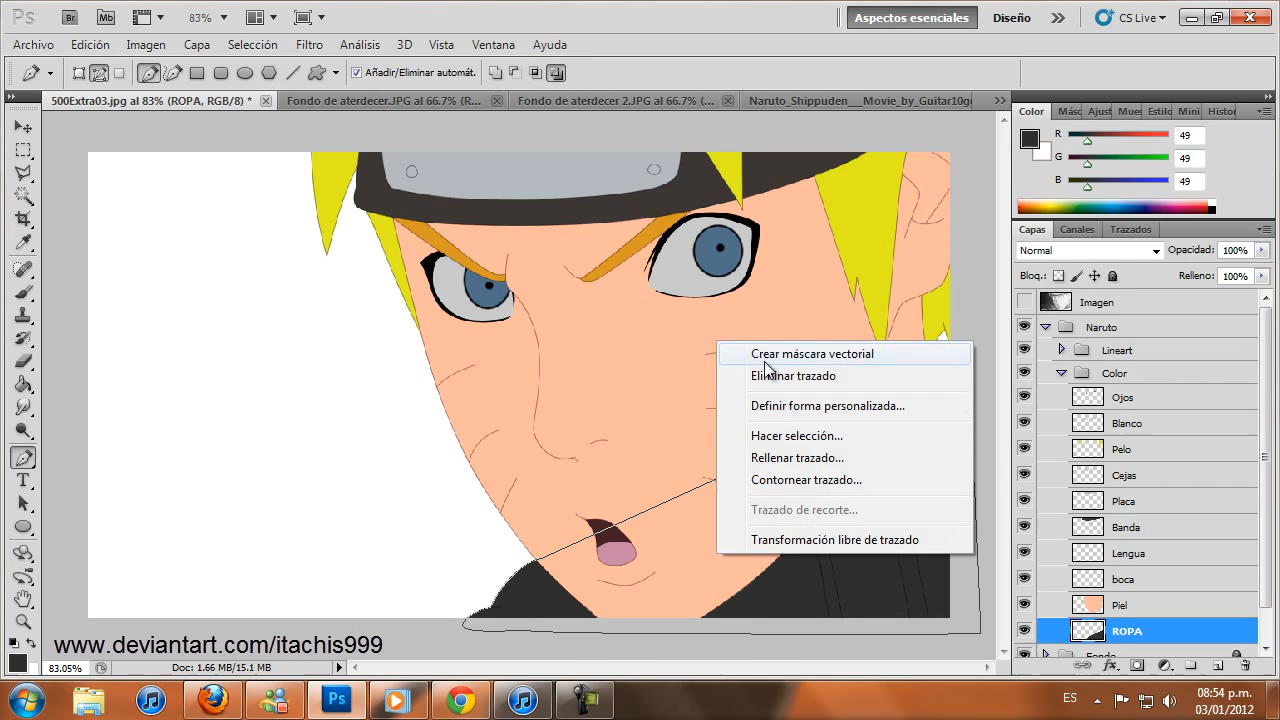 Ps Br Mb 83% Aspectos esenciales Diseño CS Live
Archivo Edición Imagen Capa Selección Filtro Análisis 3D Vista Ventana Ayuda
Añadir/Eliminar automát.
500Extra03.jpg al 83% (ROPA, RGB/8) *
Fondo de aterdecer.JPG al 66.7% (R...
Fondo de aterdecer 2.JPG al 66.7% (...
Naruto_Shippuden___Movie_by_Guitar10g
Color Másc Ajust Mues Estilo Mini Histor
R 49
G 49
B 49
Capas Canales Trazados
Normal Opacidad: 100%
Bloq.: Relleno: 100%
Imagen
Naruto
Lineart
Color
Ojos
Blanco
Pelo
Cejas
Placa
Banda
Lengua
boca
Piel
ROPA
Fondo
Crear máscara vectorial
Eliminar trazado
Definir forma personalizada...
Hacer selección...
Rellenar trazado...
Contornear trazado...
Trazado de recorte...
Transformación libre de trazado
www.deviantart.com/itachis999
83.05% Doc: 1.66 MB/15.1 MB
Ps
ES 08:54 p.m.
03/01/2012